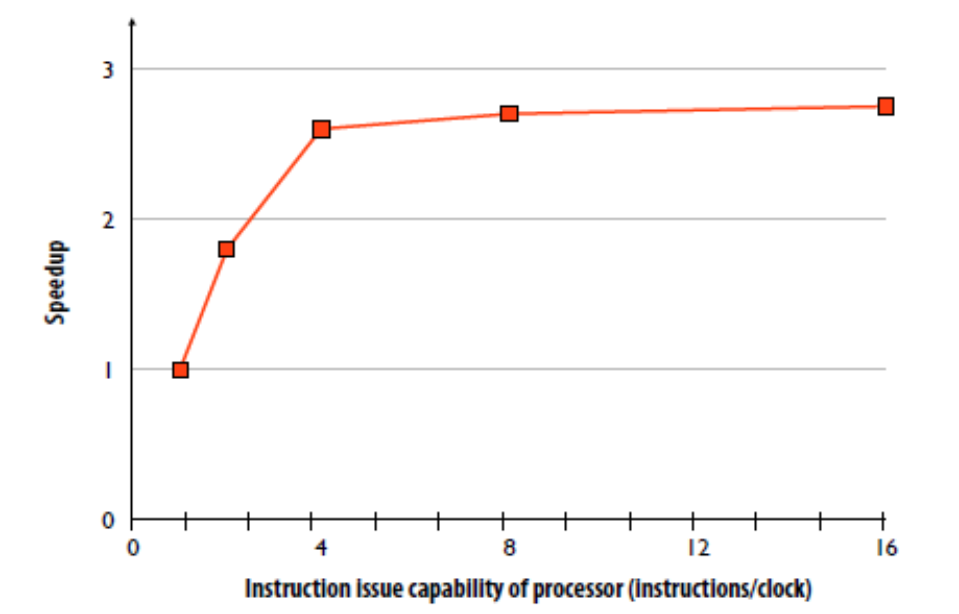 3
2
Speedup
1
0
0 4 8 12 16
Instruction issue capability of processor (instructions/clock)